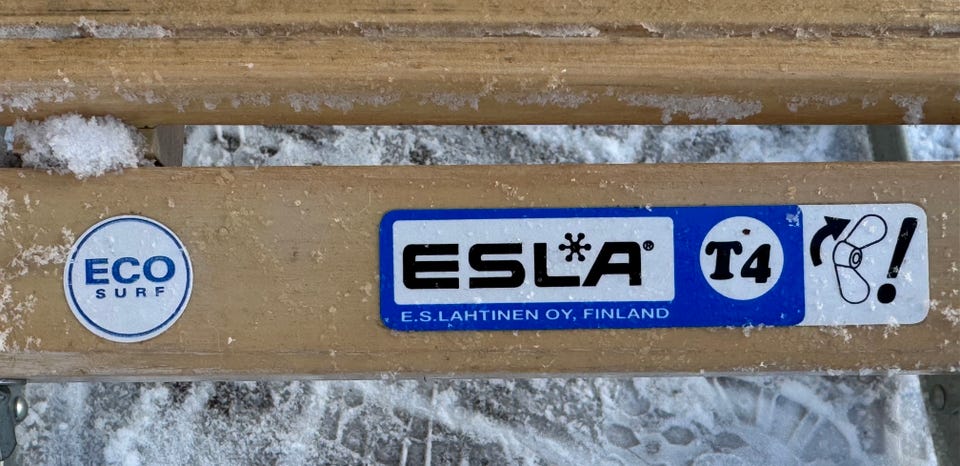 ECO
SURF
ESLA®
E.S.LAHTINEN OY, FINLAND
T4
!